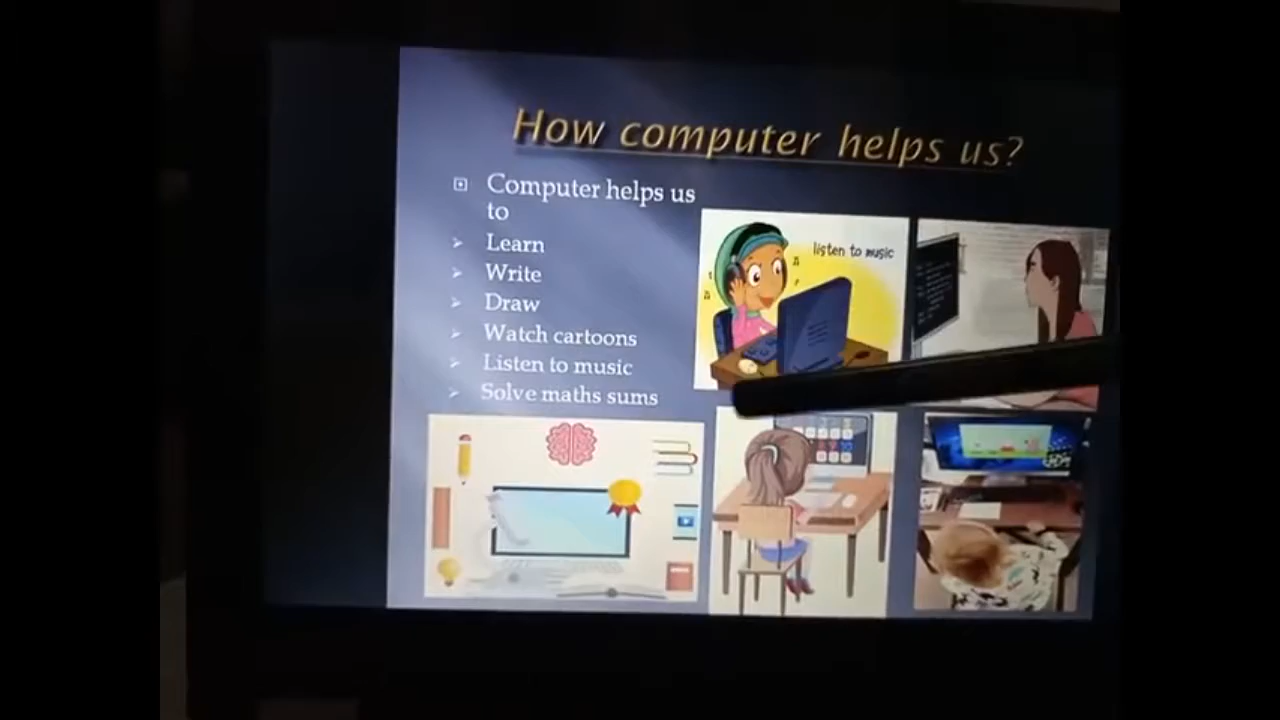 How computer helps us?
Computer helps us
to
Learn
Write
Draw
Watch cartoons
Listen to music
Solve maths sums
listen to music